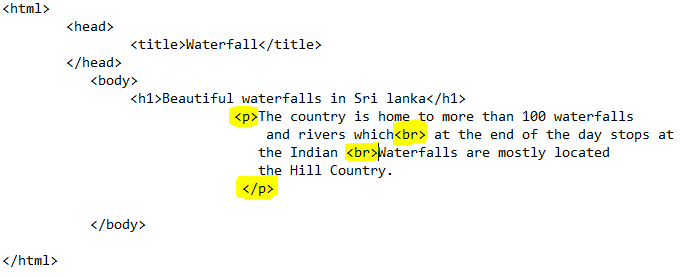 <html>
<head>
<title>Waterfall</title>
</head>
<body>
<h1>Beautiful waterfalls in Sri lanka</h1>
<p>The country is home to more than 100 waterfalls
and rivers which<br> at the end of the day stops at
the Indian <br>Waterfalls are mostly located
the Hill Country.
</p>
</body>
</html>